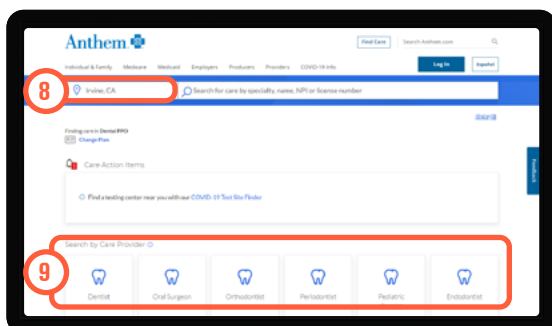 Anthem
Find Care
Search Anthem.com
Individual & Family Medicare Medicaid Employers Producers Providers COVID-19 Info
Log In
Español
8
Irvine, CA
Search for care by specialty, name, NPI or license number
Finding care in Dental PPO
Change Plan
Care Action Items
Find a testing center near you with our COVID-19 Test Site Finder
Feedback
Search by Care Provider
9
Dentist
Oral Surgeon
Orthodontist
Periodontist
Pediatric
Endodontist